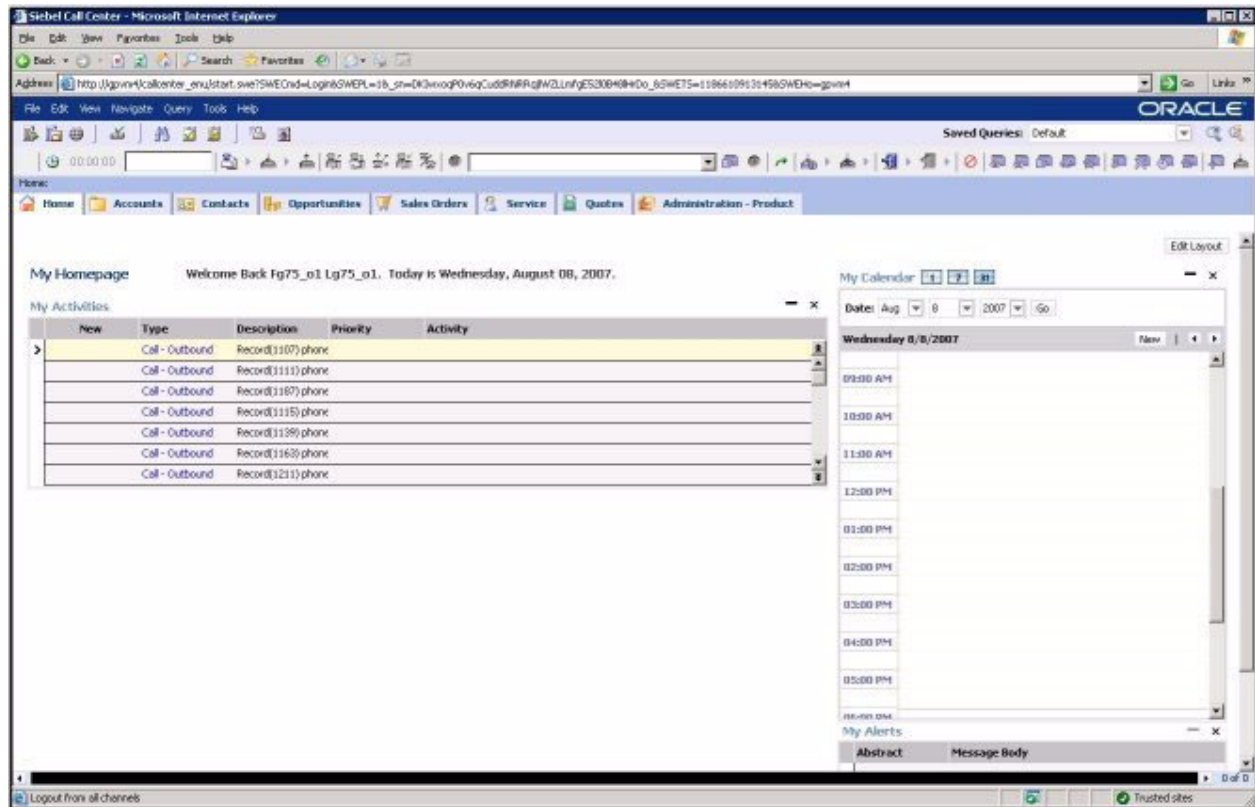 Siebel Call Center - Microsoft Internet Explorer
File Edit View Favorites Tools Help
Back Search Favorites
Address Go Links »
File Edit View Navigate Query Tools Help ORACLE
Saved Queries: Default
00:00:00
Home:
Home Accounts Contacts Opportunities Sales Orders Service Quotes Administration - Product
Edit Layout
My Homepage Welcome Back Fg75_o1 Lg75_o1. Today is Wednesday, August 08, 2007.
My Calendar 1 7 31
My Activities
Date: Aug 8 2007 Go
New Type Description Priority Activity
Wednesday 8/8/2007 New
Call - Outbound Record(1107) phone
Call - Outbound Record(1111) phone
Call - Outbound Record(1187) phone
Call - Outbound Record(1115) phone
Call - Outbound Record(1139) phone
Call - Outbound Record(1163) phone
Call - Outbound Record(1211) phone
09:00 AM
10:00 AM
11:00 AM
12:00 PM
01:00 PM
02:00 PM
03:00 PM
04:00 PM
05:00 PM
06:00 PM
My Alerts
Abstract Message Body
0 of 0
Logout from all channels Trusted sites